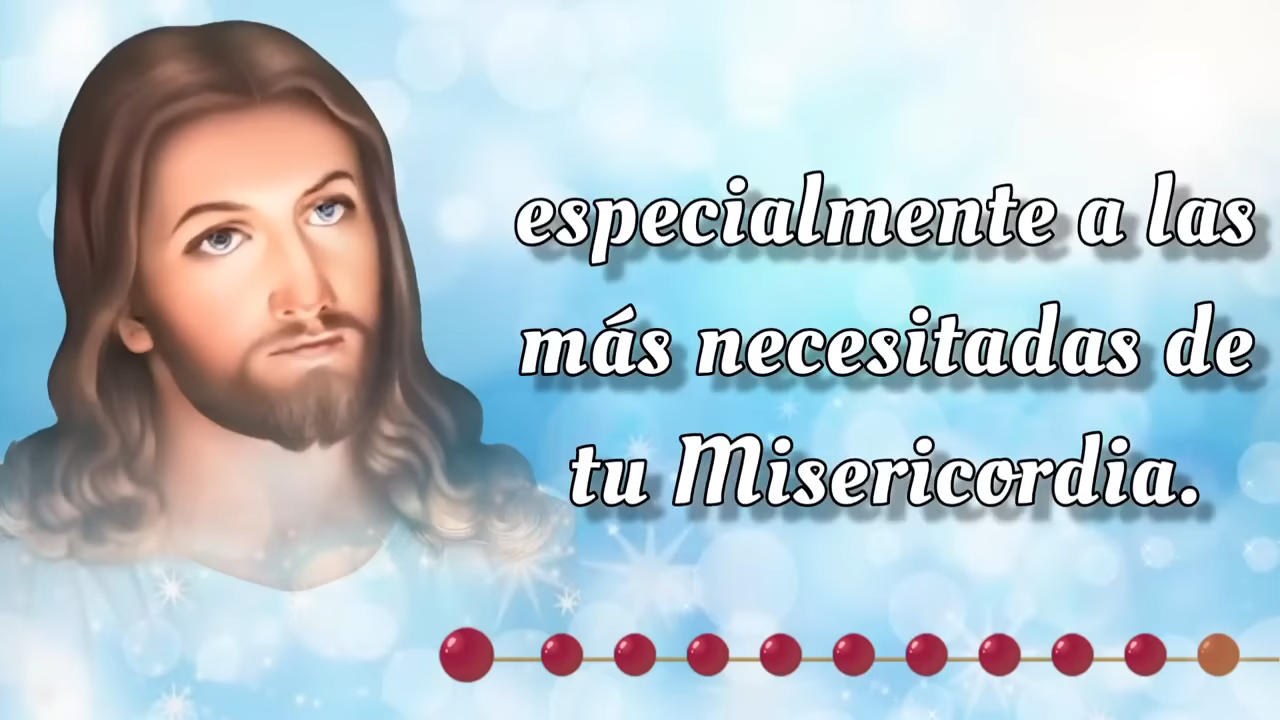 especialmente a las
más necesitadas de
tu Misericordia.